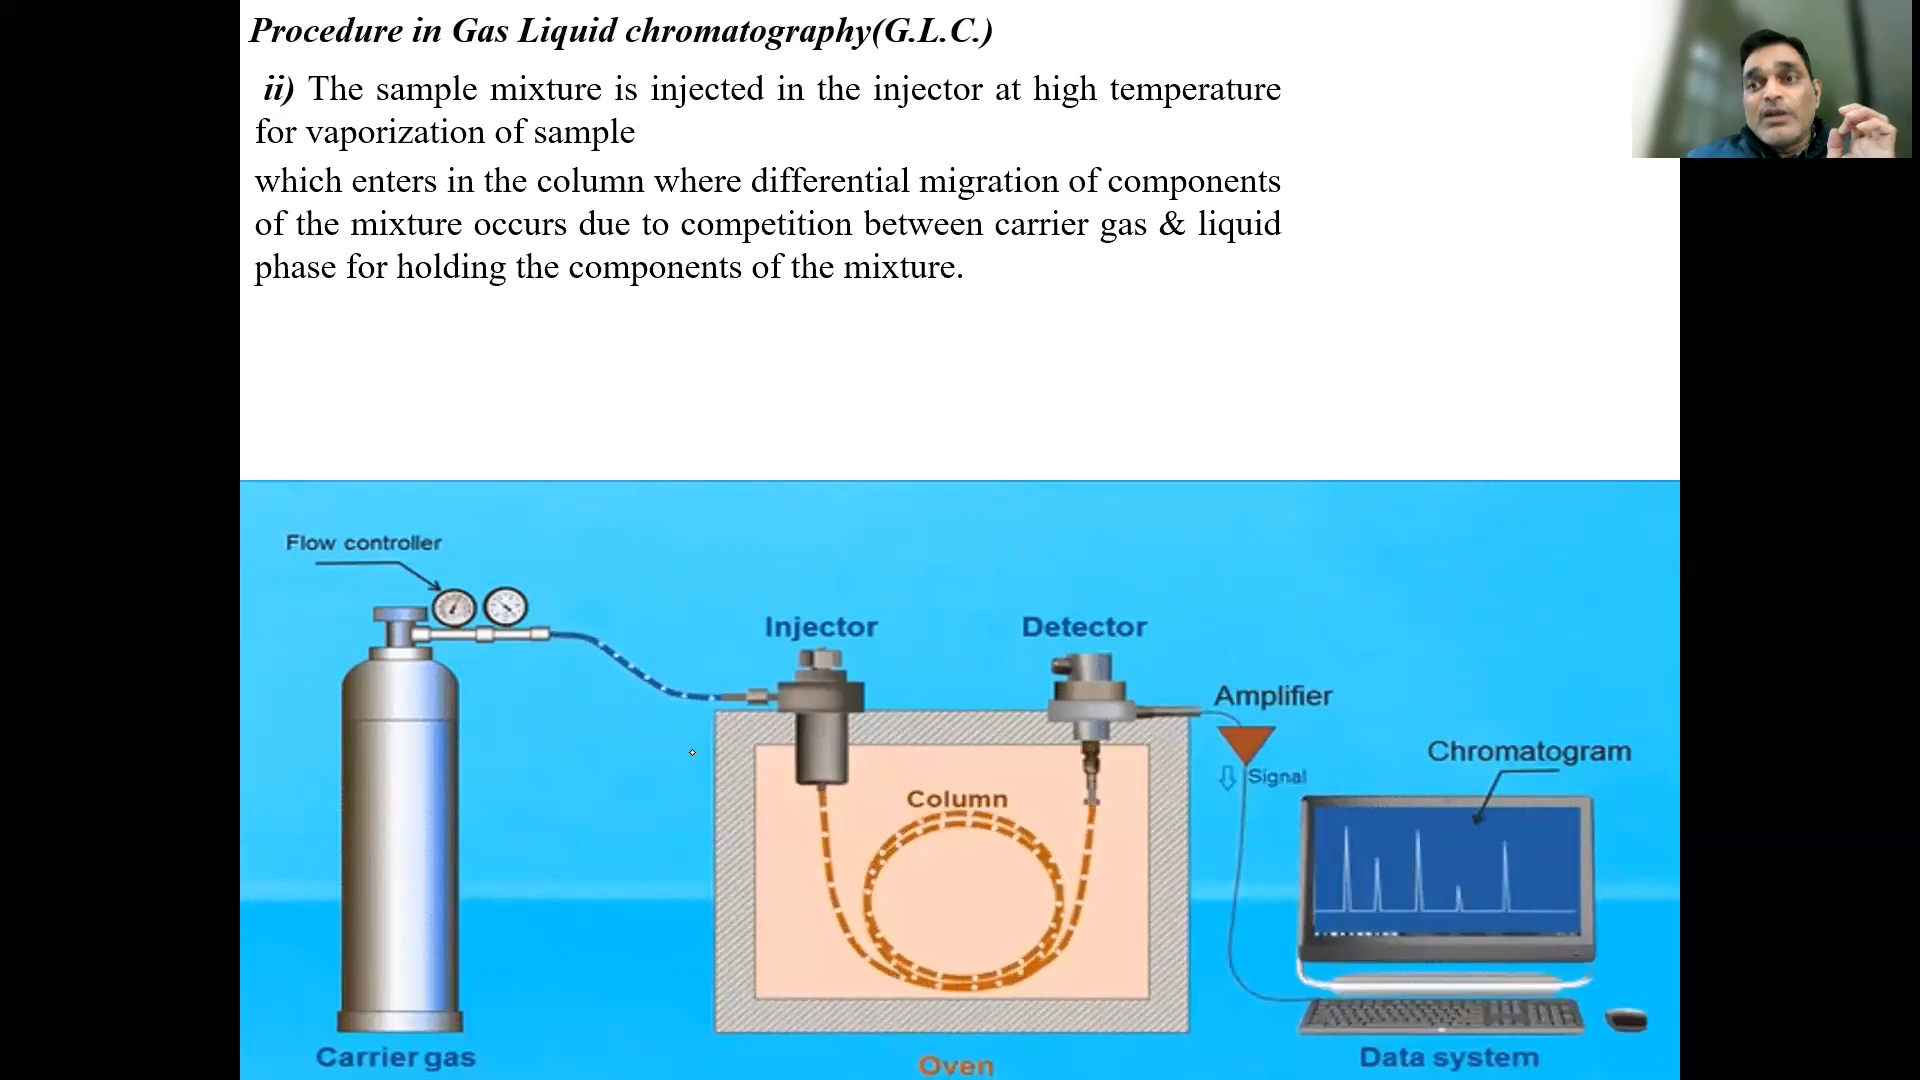 Procedure in Gas Liquid chromatography(G.L.C.)
ii) The sample mixture is injected in the injector at high temperature
for vaporization of sample
which enters in the column where differential migration of components
of the mixture occurs due to competition between carrier gas & liquid
phase for holding the components of the mixture.
Flow controller
Injector
Detector
Amplifier
Signal
Chromatogram
Column
Carrier gas
Oven
Data system